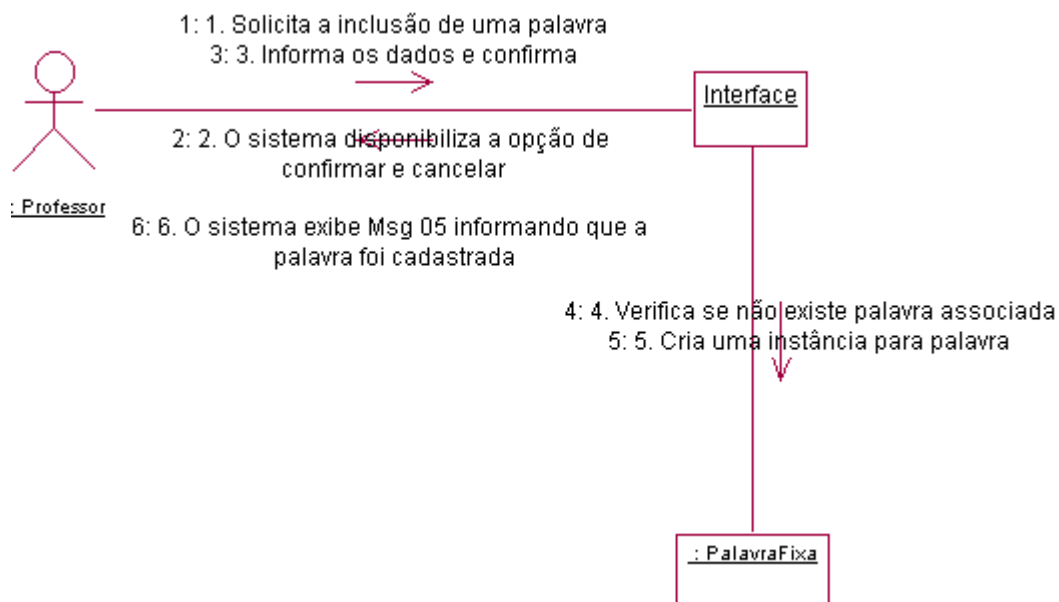 1: 1. Solicita a inclusão de uma palavra
3: 3. Informa os dados e confirma
Interface
2: 2. O sistema disponibiliza a opção de
confirmar e cancelar
: Professor
6: 6. O sistema exibe Msg 05 informando que a
palavra foi cadastrada
4: 4. Verifica se não existe palavra associada
5: 5. Cria uma instância para palavra
: PalavraFixa